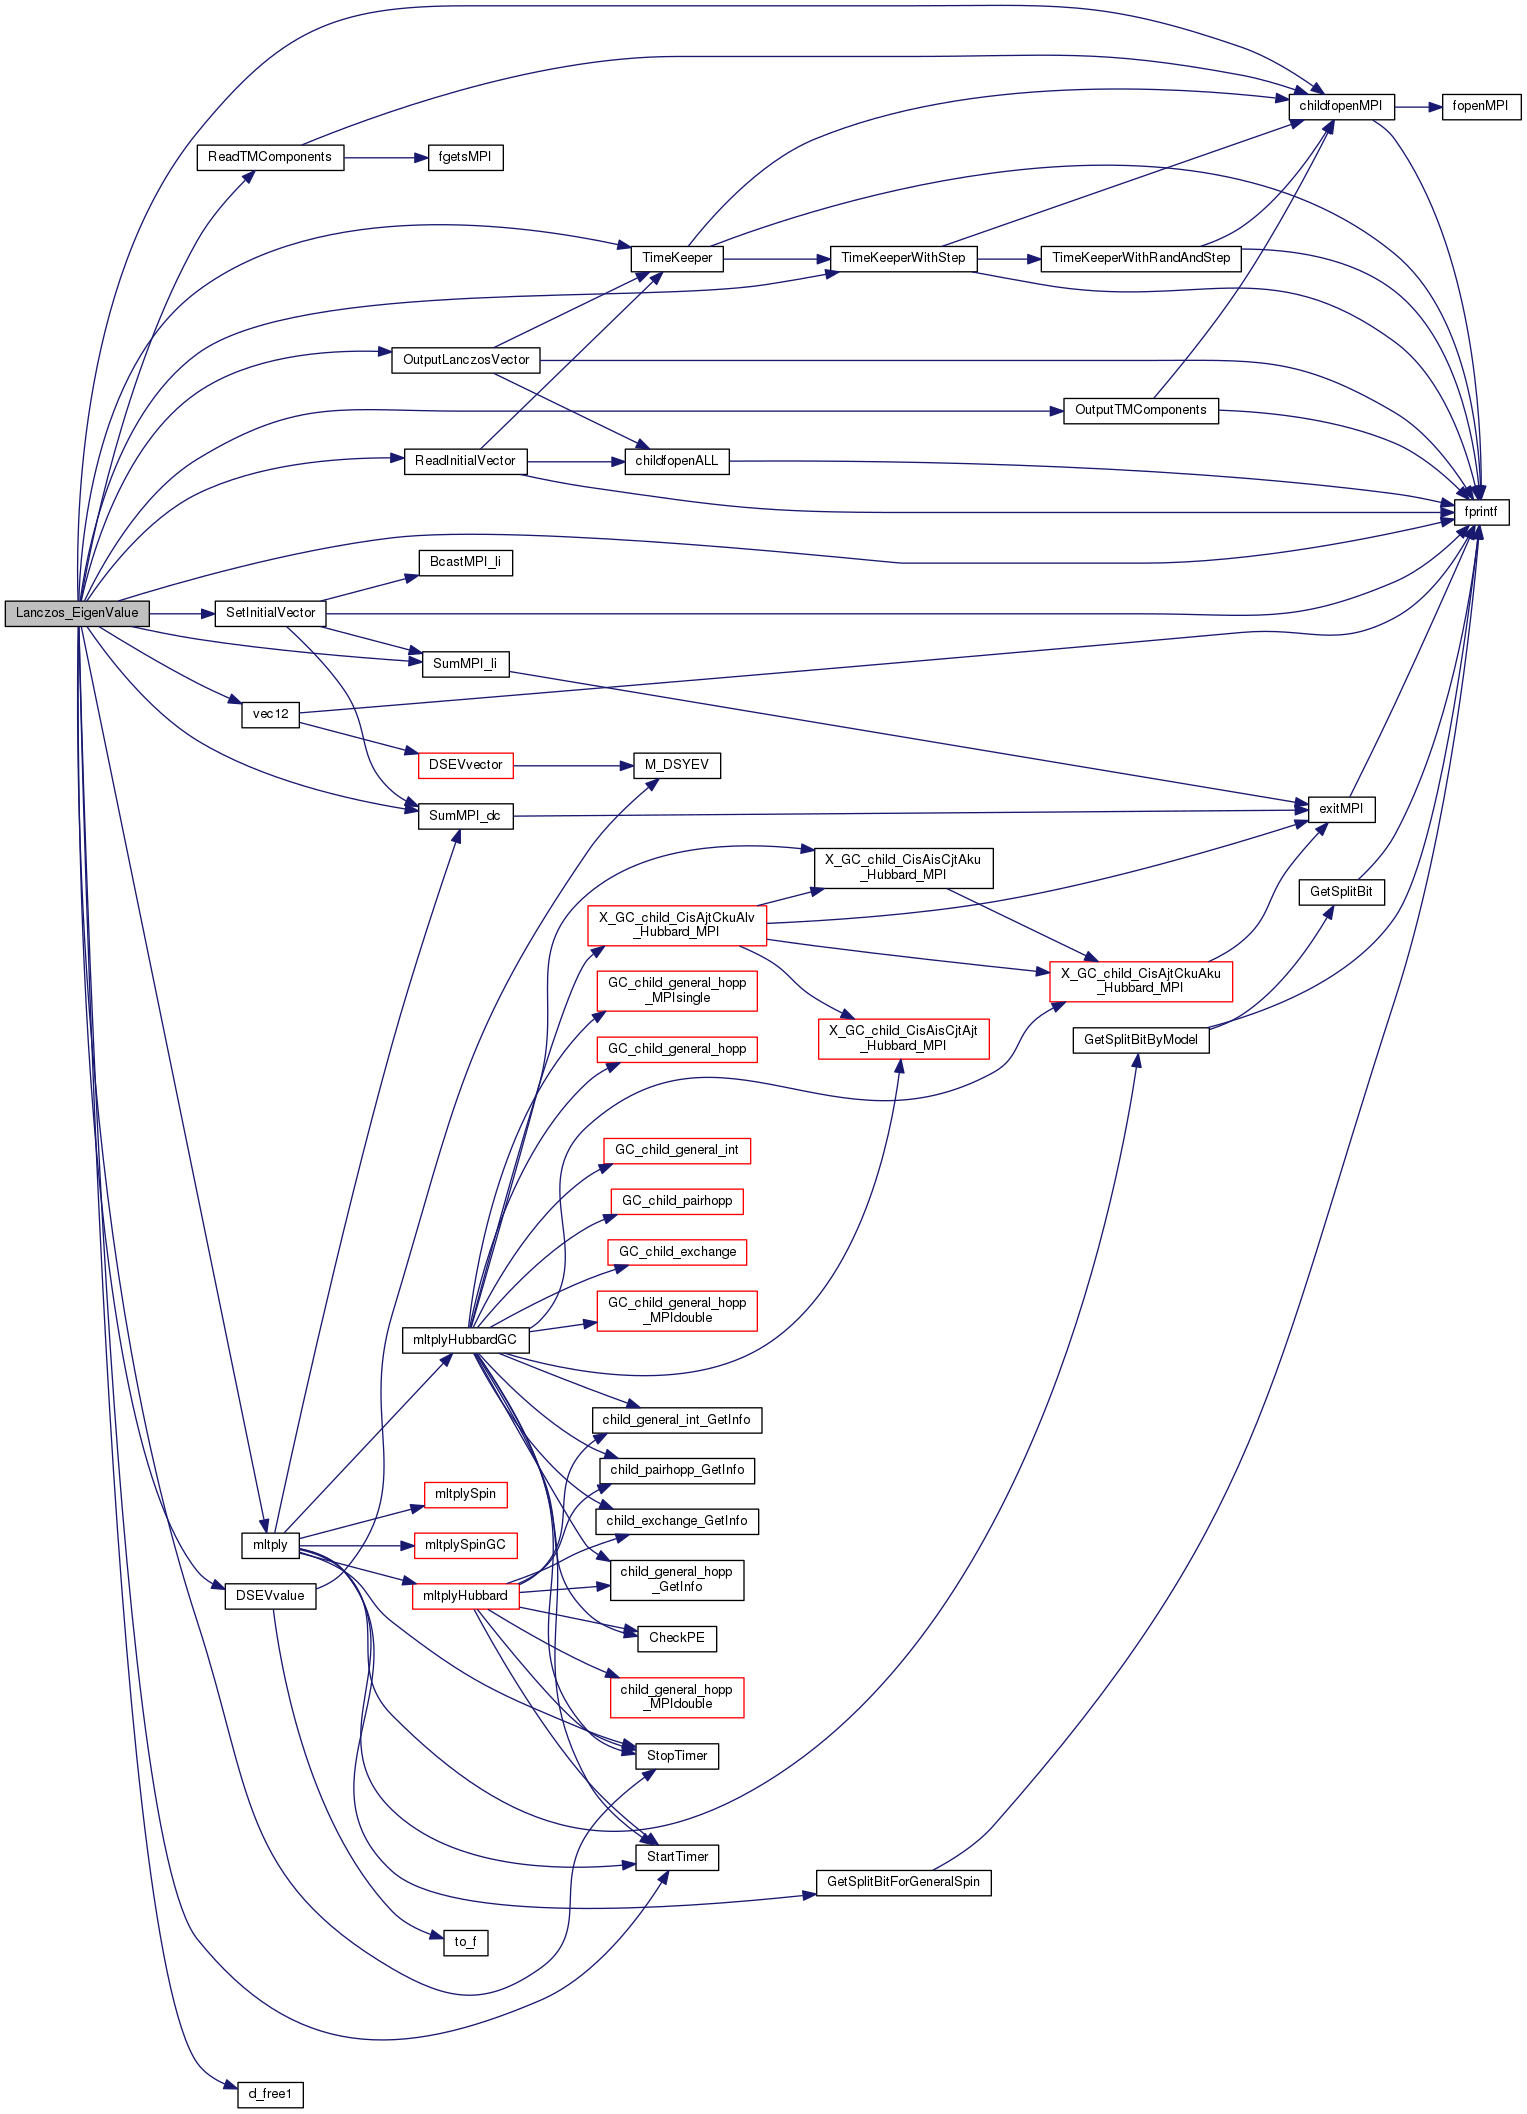 childfopenMPI
fopenMPI
ReadTMComponents
fgetsMPI
TimeKeeper
TimeKeeperWithStep
TimeKeeperWithRandAndStep
OutputLanczosVector
OutputTMComponents
ReadInitialVector
childfopenALL
fprintf
BcastMPI_li
Lanczos_EigenValue
SetInitialVector
SumMPI_li
vec12
DSEVvector
M_DSYEV
SumMPI_dc
exitMPI
X_GC_child_CisAisCjtAku
_Hubbard_MPI
GetSplitBit
X_GC_child_CisAjtCkuAlv
_Hubbard_MPI
X_GC_child_CisAjtCkuAku
_Hubbard_MPI
GC_child_general_hopp
_MPIsingle
X_GC_child_CisAisCjtAjt
_Hubbard_MPI
GetSplitBitByModel
GC_child_general_hopp
GC_child_general_int
GC_child_pairhopp
GC_child_exchange
GC_child_general_hopp
_MPIdouble
mltplyHubbardGC
child_general_int_GetInfo
child_pairhopp_GetInfo
mltplySpin
child_exchange_GetInfo
mltply
mltplySpinGC
child_general_hopp
_GetInfo
DSEVvalue
mltplyHubbard
CheckPE
child_general_hopp
_MPIdouble
StopTimer
StartTimer
GetSplitBitForGeneralSpin
to_f
d_free1